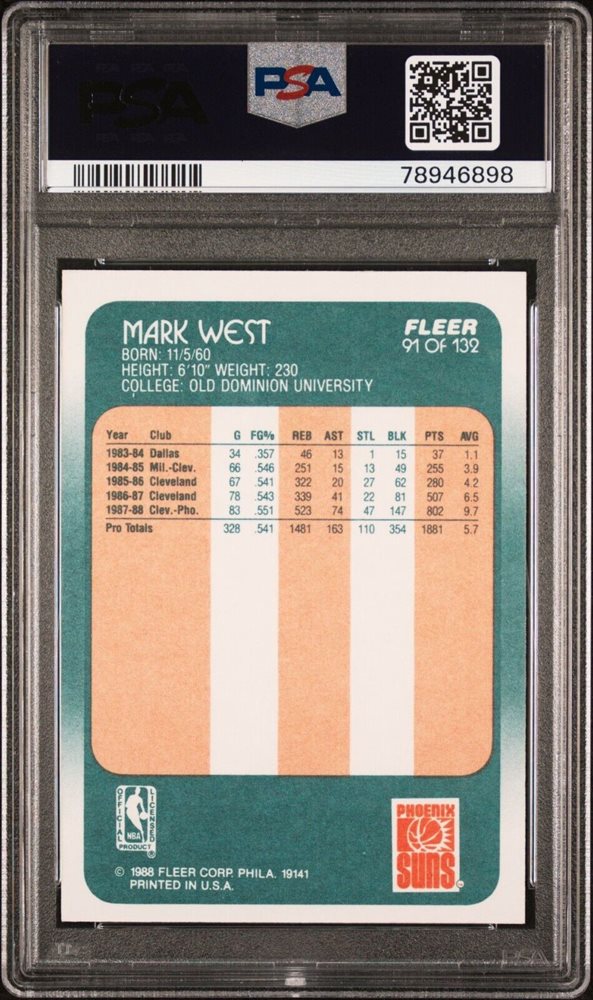 PSA
PSA
78946898
MARK WEST
FLEER
91 OF 132
BORN: 11/5/60
HEIGHT: 6'10" WEIGHT: 230
COLLEGE: OLD DOMINION UNIVERSITY
Year Club G FG% REB AST STL BLK PTS AVG
1983-84 Dallas 34 .357 46 13 1 15 37 1.1
1984-85 Mil.-Clev. 66 .546 251 15 13 49 255 3.9
1985-86 Cleveland 67 .541 322 20 27 62 280 4.2
1986-87 Cleveland 78 .543 339 41 22 81 507 6.5
1987-88 Clev.-Pho. 83 .551 523 74 47 147 802 9.7
Pro Totals 328 .541 1481 163 110 354 1881 5.7
OFFICIAL LICENSED
NBA
PRODUCT
PHOENIX
SUNS
© 1988 FLEER CORP. PHILA. 19141
PRINTED IN U.S.A.
PSA